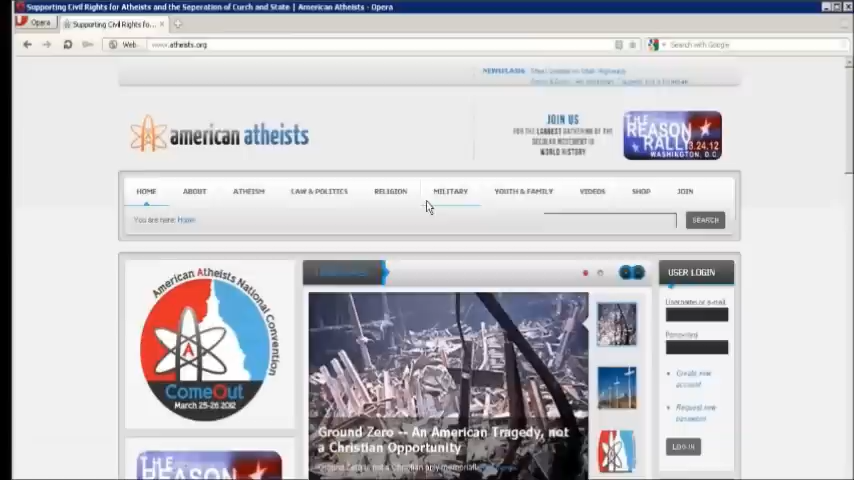 Supporting Civil Rights for Atheists and the Seperation of Curch and State | American Atheists - Opera
Opera
Supporting Civil Rights fo...
Web
www.atheists.org
Search with Google
NEWSFLASH
JOIN US
FOR THE LARGEST GATHERING OF THE
SECULAR MOVEMENT IN
WORLD HISTORY
THE
REASON
RALLY
3.24.12
WASHINGTON, D.C.
american atheists
HOME
ABOUT
ATHEISM
LAW & POLITICS
RELIGION
MILITARY
YOUTH & FAMILY
VIDEOS
SHOP
JOIN
You are here: Home
SEARCH
American Atheists National Convention
A
ComeOut
March 25-26 2012
USER LOGIN
Username or e-mail
Password
Create new
account
Request new
password
LOG IN
Ground Zero -- An American Tragedy, not
a Christian Opportunity
THE
REASON